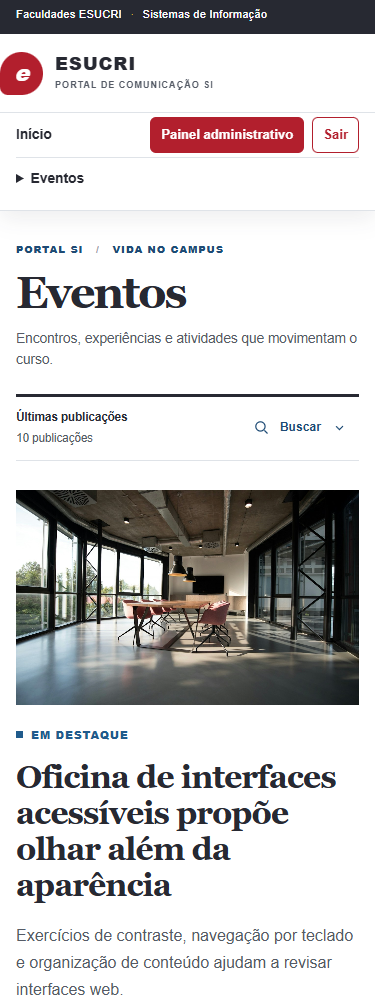 Faculdades ESUCRI · Sistemas de Informação
e
ESUCRI
PORTAL DE COMUNICAÇÃO SI
Início
Painel administrativo
Sair
Eventos
PORTAL SI / VIDA NO CAMPUS
Eventos
Encontros, experiências e atividades que movimentam o
curso.
Últimas publicações
10 publicações
Buscar
EM DESTAQUE
Oficina de interfaces
acessíveis propõe
olhar além da
aparência
Exercícios de contraste, navegação por teclado
e organização de conteúdo ajudam a revisar
interfaces web.